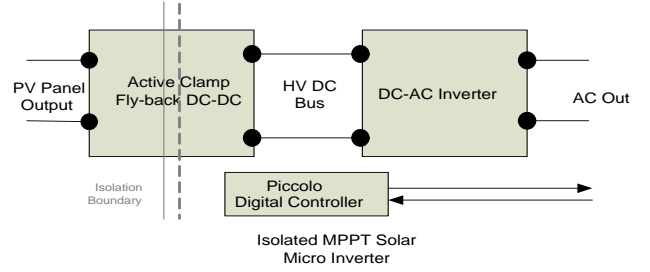 PV Panel
Output
Active Clamp
Fly-back DC-DC
HV DC
Bus
DC-AC Inverter
AC Out
Isolation
Boundary
Piccolo
Digital Controller
Isolated MPPT Solar
Micro Inverter